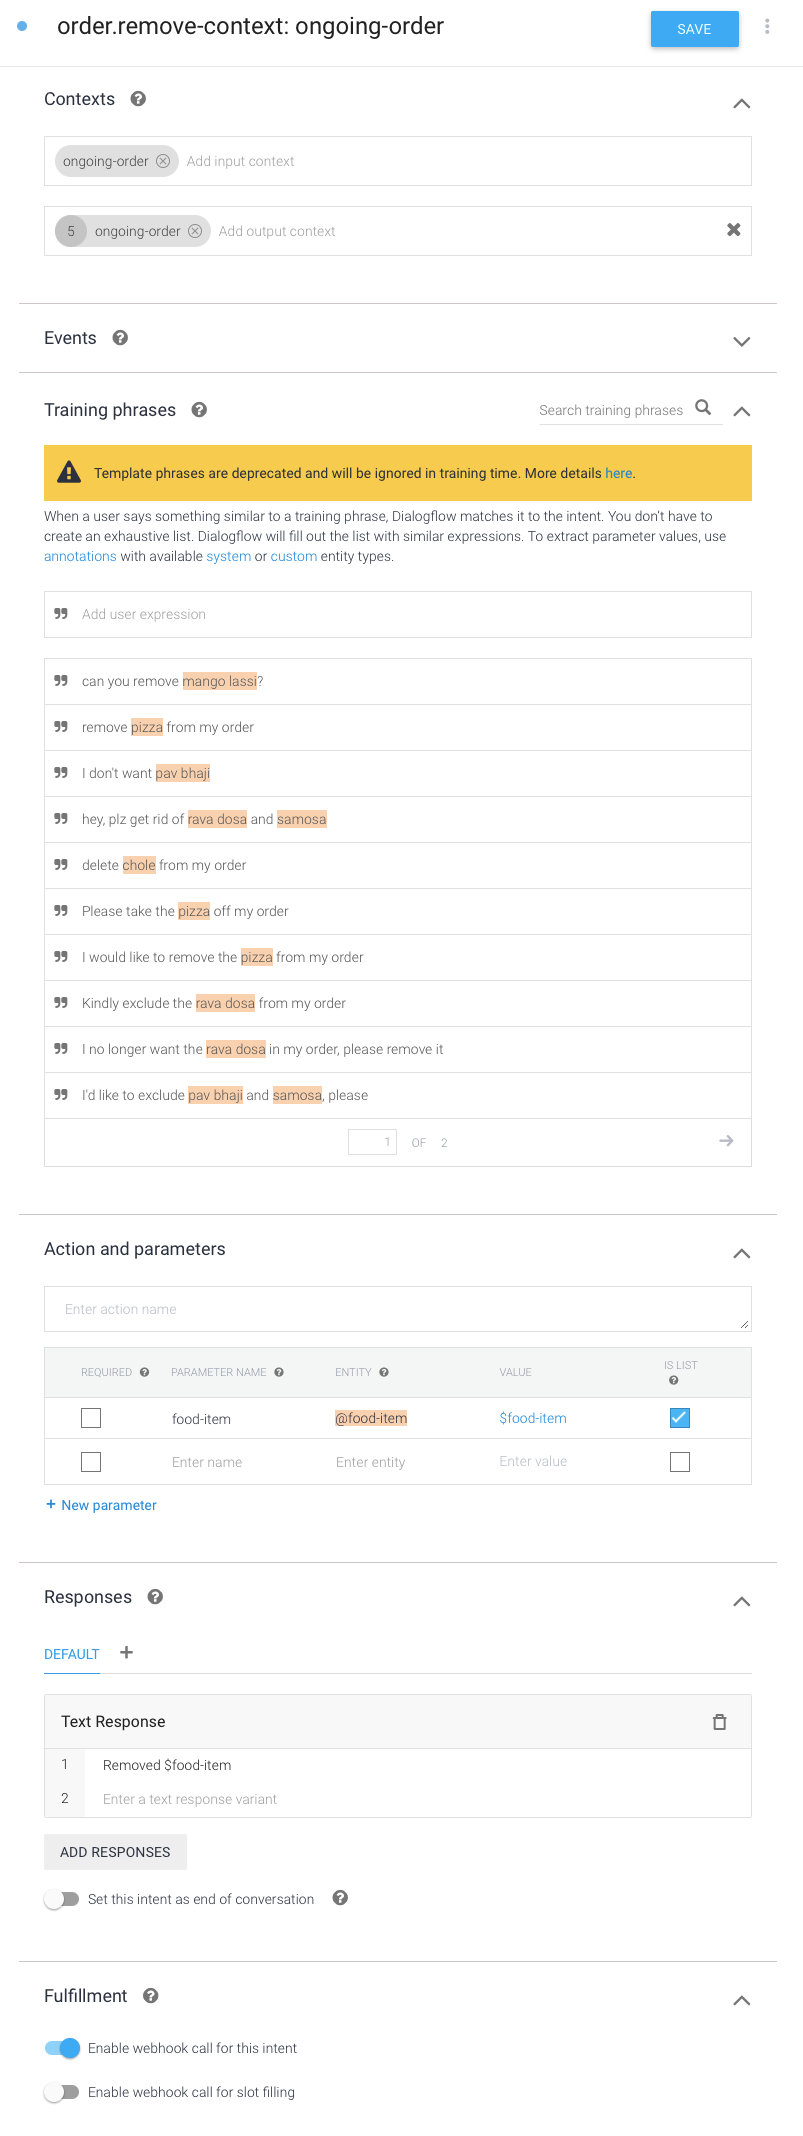 order.remove-context: ongoing-order
SAVE
Contexts
ongoing-order Add input context
5 ongoing-order Add output context
Events
Training phrases
Search training phrases
Template phrases are deprecated and will be ignored in training time. More details here.
When a user says something similar to a training phrase, Dialogflow matches it to the intent. You don't have to
create an exhaustive list. Dialogflow will fill out the list with similar expressions. To extract parameter values, use
annotations with available system or custom entity types.
Add user expression
can you remove mango lassi?
remove pizza from my order
I don't want pav bhaji
hey, plz get rid of rava dosa and samosa
delete chole from my order
Please take the pizza off my order
I would like to remove the pizza from my order
Kindly exclude the rava dosa from my order
I no longer want the rava dosa in my order, please remove it
I'd like to exclude pav bhaji and samosa, please
1 OF 2
Action and parameters
Enter action name
REQUIRED PARAMETER NAME ENTITY VALUE IS LIST
food-item @food-item $food-item
Enter name Enter entity Enter value
+ New parameter
Responses
DEFAULT +
Text Response
1 Removed $food-item
2 Enter a text response variant
ADD RESPONSES
Set this intent as end of conversation
Fulfillment
Enable webhook call for this intent
Enable webhook call for slot filling